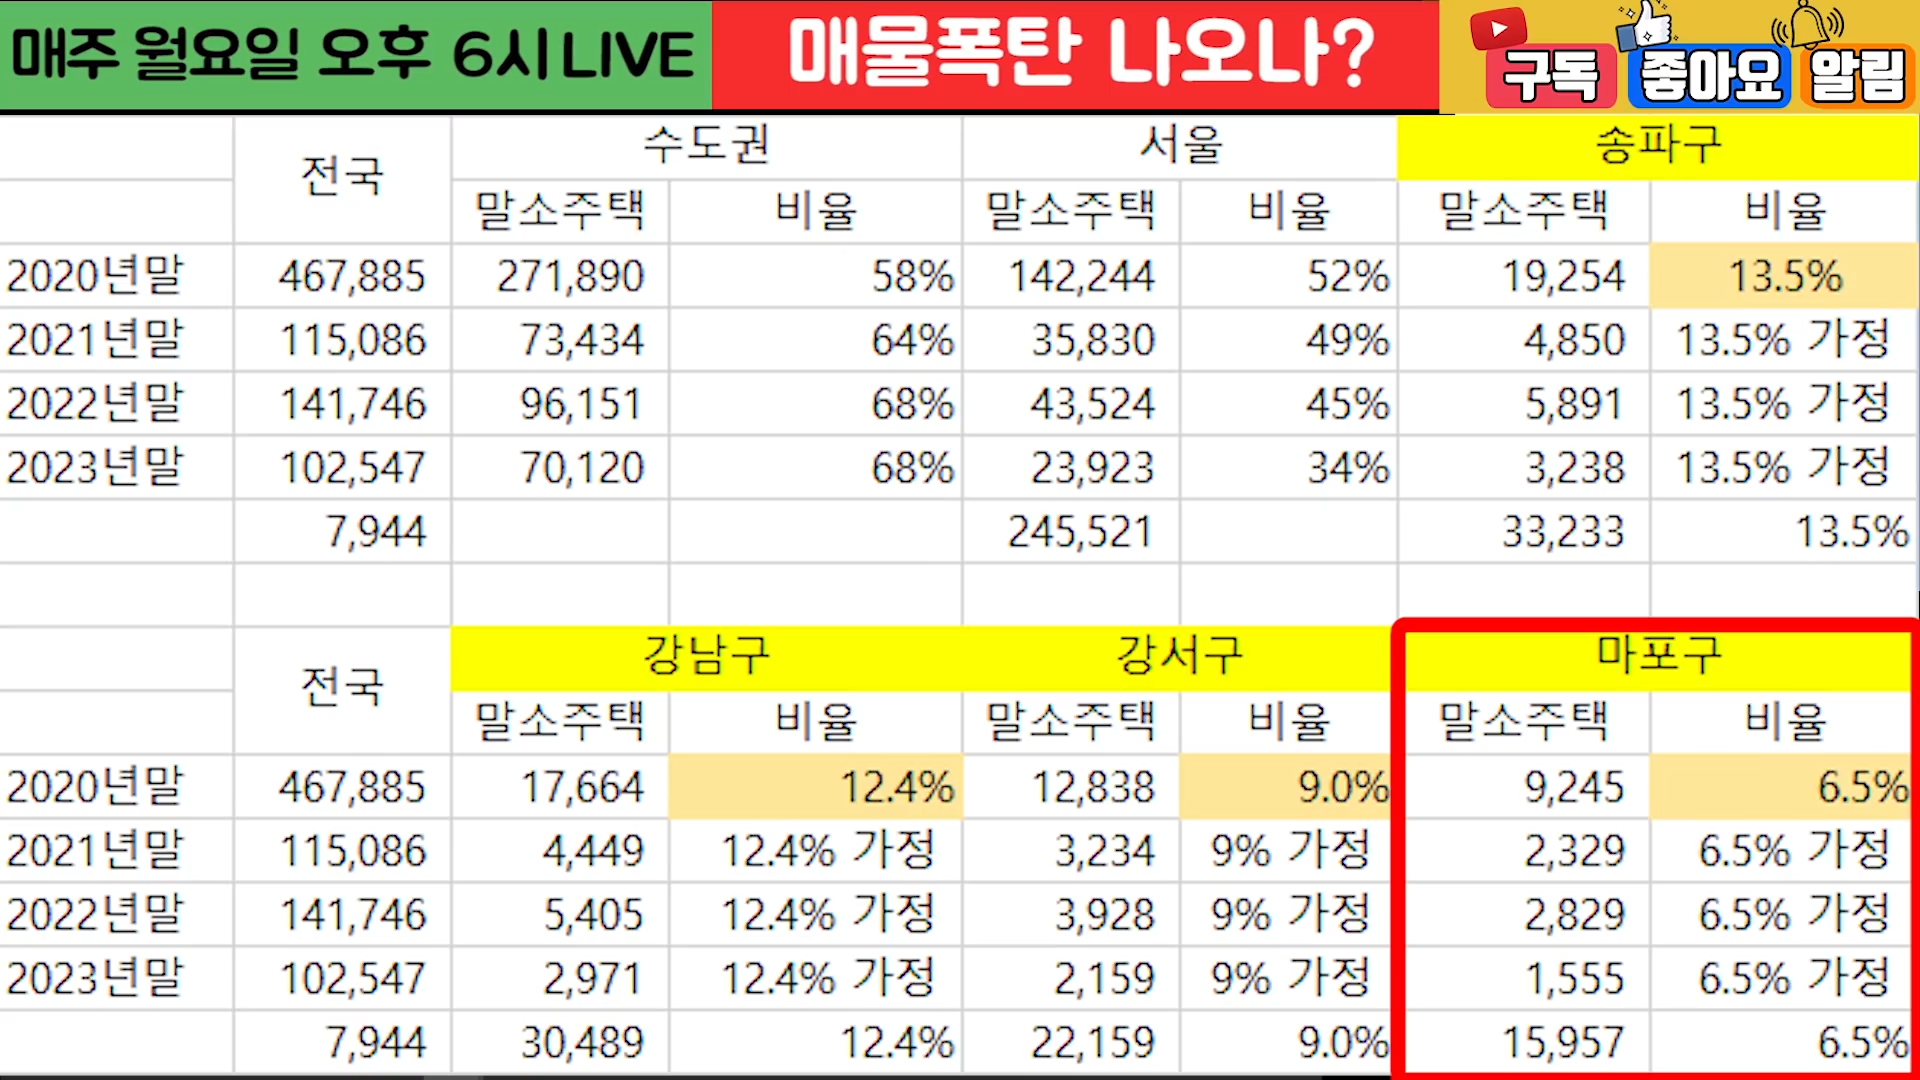 매주 월요일 오후 6시 LIVE 매물폭탄 나오나? 구독 좋아요 알림
전국 수도권 서울 송파구
말소주택 비율 말소주택 비율 말소주택 비율
2020년말 467,885 271,890 58% 142,244 52% 19,254 13.5%
2021년말 115,086 73,434 64% 35,830 49% 4,850 13.5% 가정
2022년말 141,746 96,151 68% 43,524 45% 5,891 13.5% 가정
2023년말 102,547 70,120 68% 23,923 34% 3,238 13.5% 가정
7,944 245,521 33,233 13.5%
전국 강남구 강서구 마포구
말소주택 비율 말소주택 비율 말소주택 비율
2020년말 467,885 17,664 12.4% 12,838 9.0% 9,245 6.5%
2021년말 115,086 4,449 12.4% 가정 3,234 9% 가정 2,329 6.5% 가정
2022년말 141,746 5,405 12.4% 가정 3,928 9% 가정 2,829 6.5% 가정
2023년말 102,547 2,971 12.4% 가정 2,159 9% 가정 1,555 6.5% 가정
7,944 30,489 12.4% 22,159 9.0% 15,957 6.5%